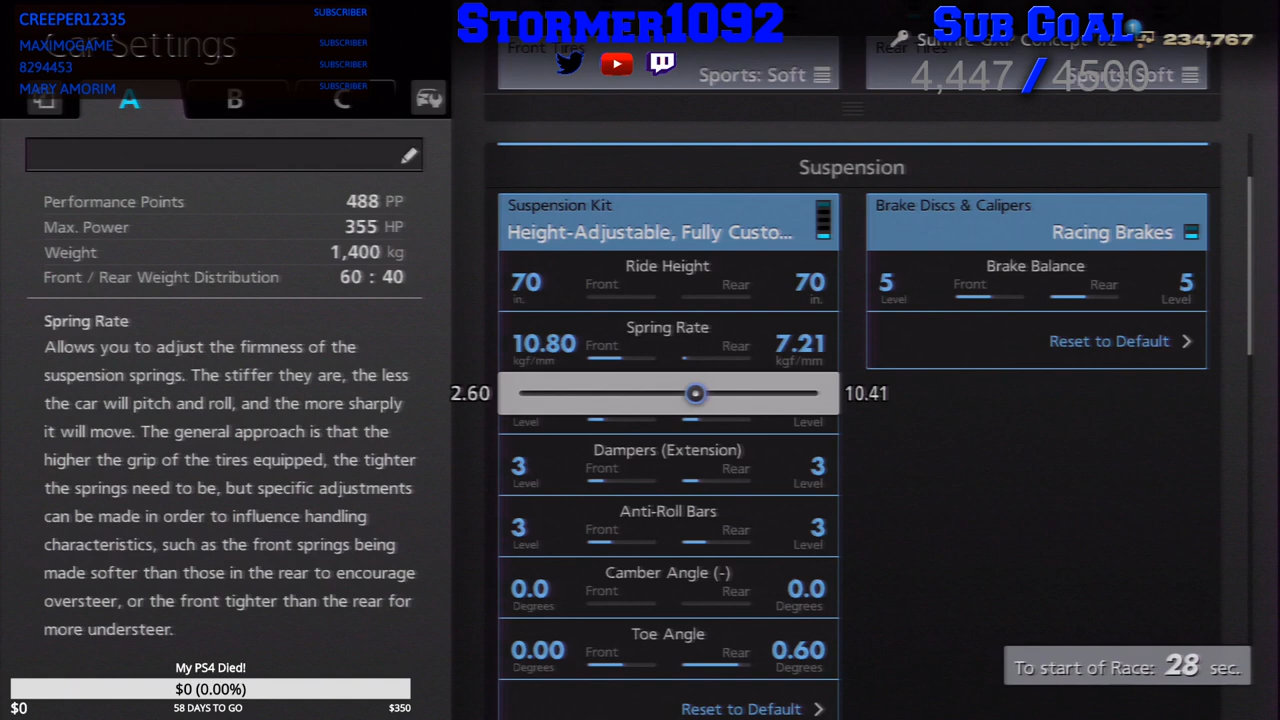 CREEPER12335 SUBSCRIBER
MAXIMOGAME SUBSCRIBER
8294453 SUBSCRIBER
MARY AMORIM SUBSCRIBER
Stormer1092
Sub Goal
4,447 / 4500
234,767
Car Settings
A B C
Front Tires
Sports: Soft
Rear Tires
Sports: Soft
Performance Points 488 PP
Max. Power 355 HP
Weight 1,400 kg
Front / Rear Weight Distribution 60 : 40
Spring Rate
Allows you to adjust the firmness of the
suspension springs. The stiffer they are, the less
the car will pitch and roll, and the more sharply
it will move. The general approach is that the
higher the grip of the tires equipped, the tighter
the springs need to be, but specific adjustments
can be made in order to influence handling
characteristics, such as the front springs being
made softer than those in the rear to encourage
oversteer, or the front tighter than the rear for
more understeer.
My PS4 Died!
$0 (0.00%)
$0 58 DAYS TO GO $350
Suspension
Suspension Kit
Height-Adjustable, Fully Custo...
Ride Height
70 in. Front Rear 70 in.
Spring Rate
10.80 kgf/mm Front Rear 7.21 kgf/mm
2.60 10.41
Level Level
Dampers (Extension)
3 Level Front Rear 3 Level
Anti-Roll Bars
3 Level Front Rear 3 Level
Camber Angle (-)
0.0 Degrees Front Rear 0.0 Degrees
Toe Angle
0.00 Degrees Front Rear 0.60 Degrees
Reset to Default
Brake Discs & Calipers
Racing Brakes
Brake Balance
5 Level Front Rear 5 Level
Reset to Default
To start of Race: 28 sec.